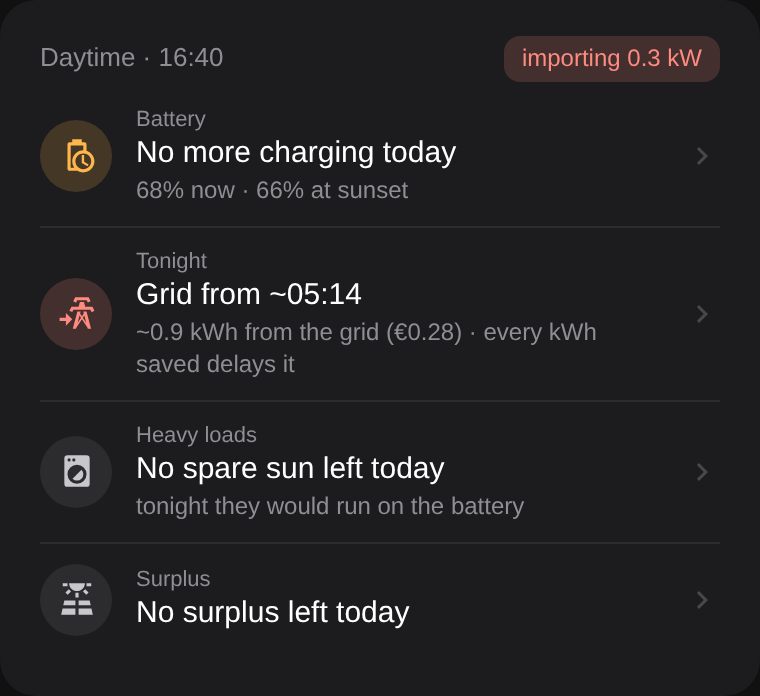 Daytime · 16:40
importing 0.3 kW
Battery
No more charging today
68% now · 66% at sunset
Tonight
Grid from ~05:14
~0.9 kWh from the grid (€0.28) · every kWh
saved delays it
Heavy loads
No spare sun left today
tonight they would run on the battery
Surplus
No surplus left today